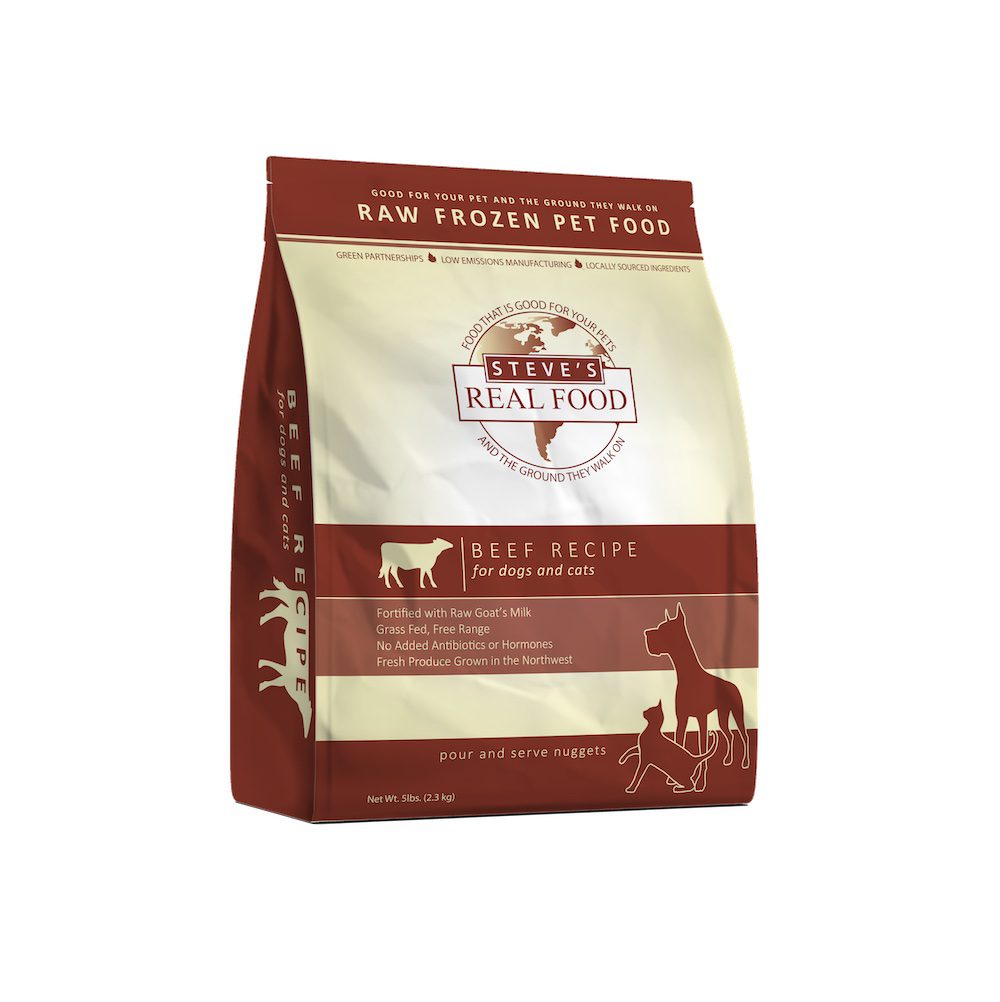 GOOD FOR YOUR PET AND THE GROUND THEY WALK ON
RAW FROZEN PET FOOD
GREEN PARTNERSHIPS LOW EMISSIONS MANUFACTURING LOCALLY SOURCED INGREDIENTS
FOOD THAT IS GOOD FOR YOUR PETS
STEVE'S
REAL FOOD
AND THE GROUND THEY WALK ON
BEEF RECIPE
for dogs and cats
Fortified with Raw Goat's Milk
Grass Fed, Free Range
No Added Antibiotics or Hormones
Fresh Produce Grown in the Northwest
pour and serve nuggets
Net Wt. 5lbs. (2.3 kg)
BEEF RECIPE
for dogs and cats